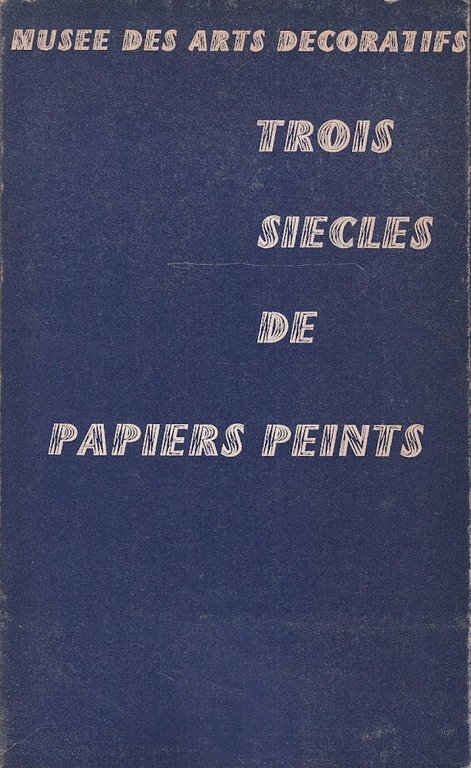 MUSEE DES ARTS DECORATIFS
TROIS
SIECLES
DE
PAPIERS PEINTS